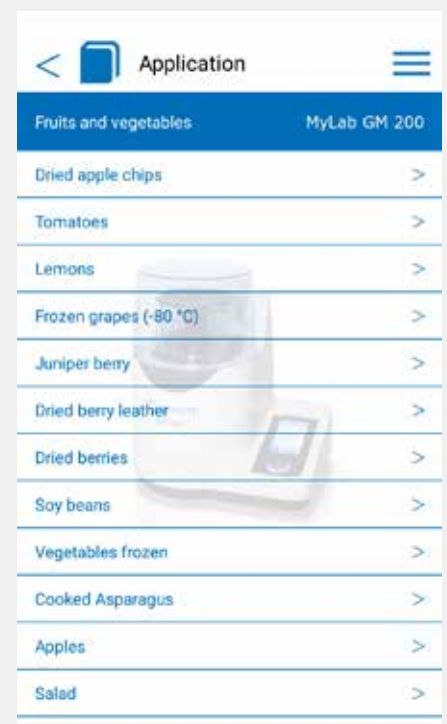 < Application
Fruits and vegetables MyLab GM 200
Dried apple chips >
Tomatoes >
Lemons >
Frozen grapes (-80 °C) >
Juniper berry >
Dried berry leather >
Dried berries >
Soy beans >
Vegetables frozen >
Cooked Asparagus >
Apples >
Salad >